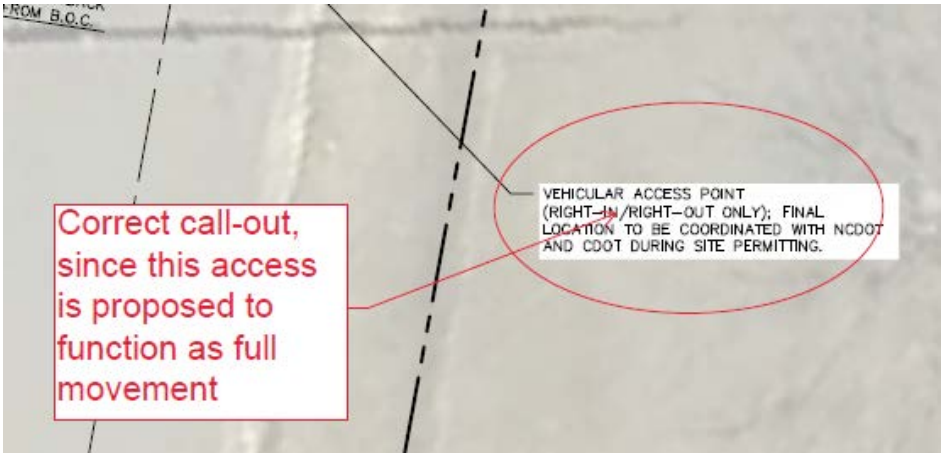 FROM B.O.C.
VEHICULAR ACCESS POINT
(RIGHT-IN/RIGHT-OUT ONLY); FINAL
LOCATION TO BE COORDINATED WITH NCDOT
AND CDOT DURING SITE PERMITTING.
Correct call-out,
since this access
is proposed to
function as full
movement